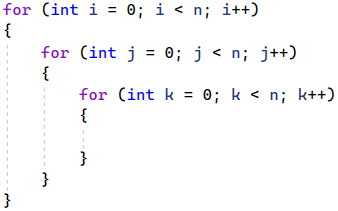 for (int i = 0; i < n; i++)
{
    for (int j = 0; j < n; j++)
    {
        for (int k = 0; k < n; k++)
        {
        }
    }
}